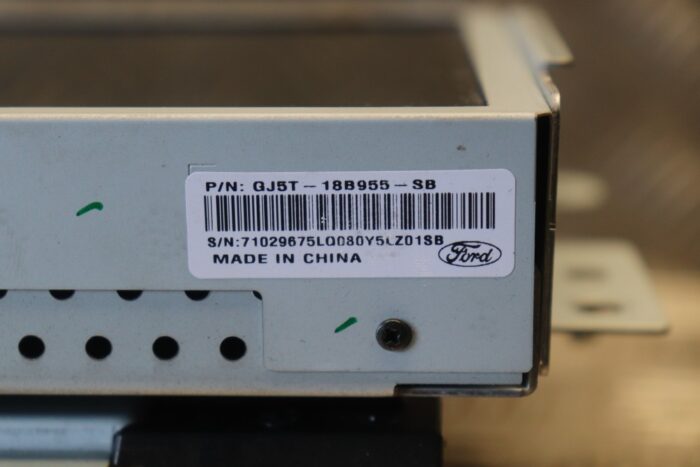 P/N: GJ5T-18B955-SB
S/N:71029675LQ080Y5LZ01SB
MADE IN CHINA
Ford